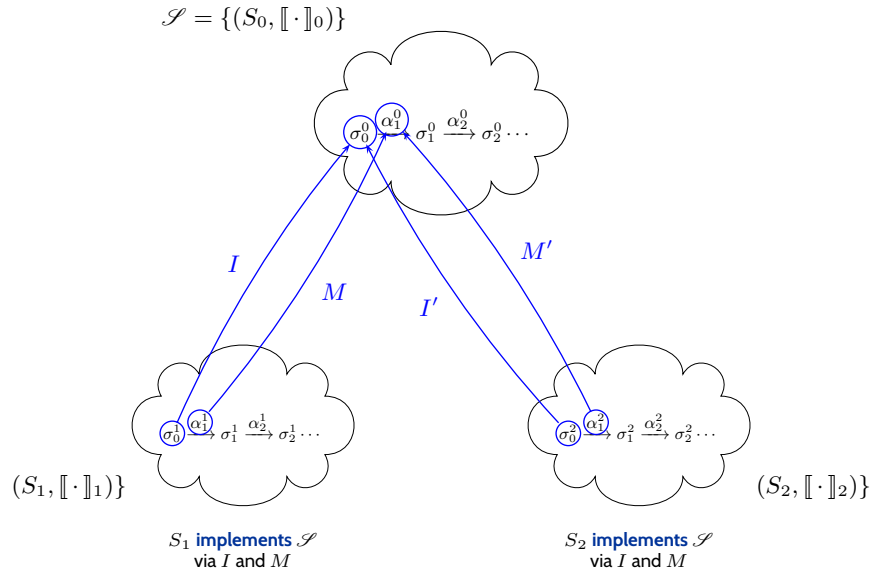 𝒮 = {(S₀, ⟦ · ⟧₀)}
σ₀⁰ α₁⁰ → σ₁⁰ α₂⁰ → σ₂⁰ ···
I
M
I′
M′
σ₀¹ α₁¹ → σ₁¹ α₂¹ → σ₂¹ ···
σ₀² α₁² → σ₁² α₂² → σ₂² ···
(S₁, ⟦ · ⟧₁)}
(S₂, ⟦ · ⟧₂)}
S₁ implements 𝒮
via I and M
S₂ implements 𝒮
via I and M